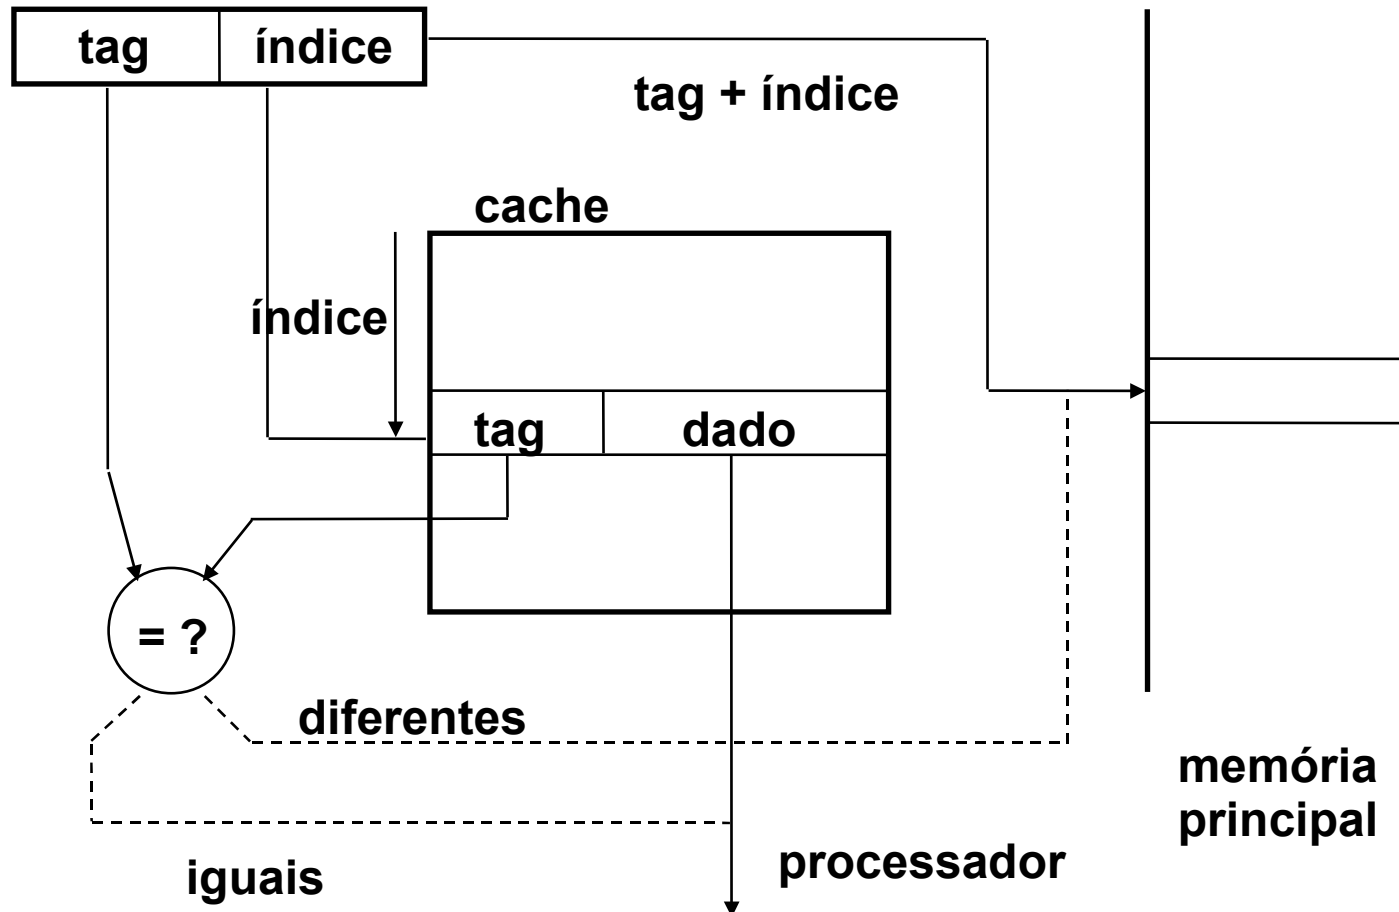 tag índice
tag + índice
cache
índice
tag dado
= ?
diferentes
memória
principal
processador
iguais